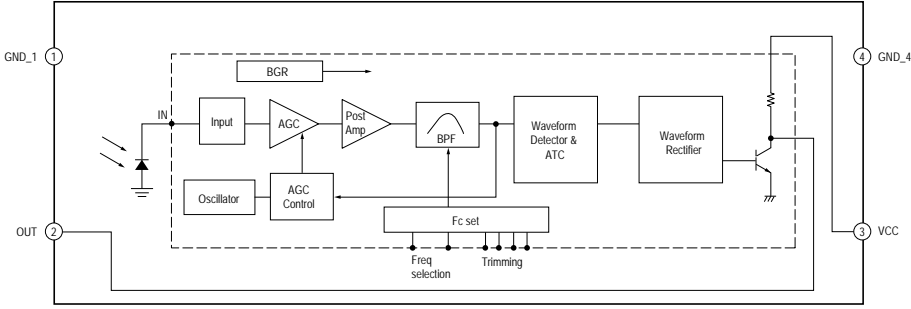 GND_1
1
4
GND_4
BGR
IN
Input
AGC
Post
Amp
BPF
Waveform
Detector &
ATC
Waveform
Rectifier
Oscillator
AGC
Control
Fc set
OUT
2
3
VCC
Freq
selection
Trimming